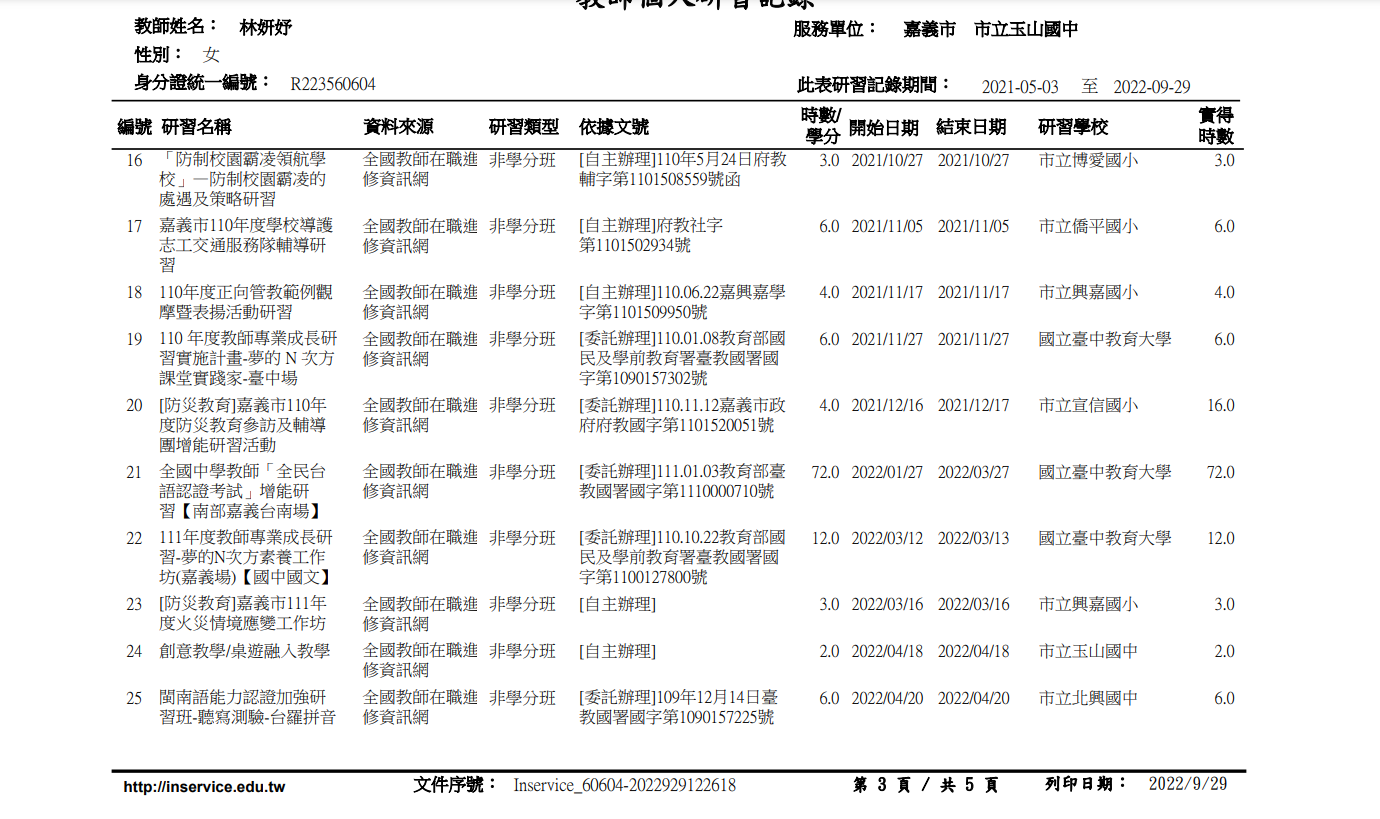 教師個人研習記錄
教師姓名： 林妍妤 服務單位： 嘉義市 市立玉山國中
性別： 女
身分證統一編號： R223560604 此表研習記錄期間： 2021-05-03 至 2022-09-29
編號 研習名稱 資料來源 研習類型 依據文號 時數/學分 開始日期 結束日期 研習學校 實得時數
16 「防制校園霸凌領航學 全國教師在職進 非學分班 [自主辦理]110年5月24日府教 3.0 2021/10/27 2021/10/27 市立博愛國小 3.0
校」—防制校園霸凌的 修資訊網 輔字第1101508559號函
處遇及策略研習
17 嘉義市110年度學校導護 全國教師在職進 非學分班 [自主辦理]府教社字 6.0 2021/11/05 2021/11/05 市立僑平國小 6.0
志工交通服務隊輔導研 修資訊網 第1101502934號
習
18 110年度正向管教範例觀 全國教師在職進 非學分班 [自主辦理]110.06.22嘉興嘉學 4.0 2021/11/17 2021/11/17 市立興嘉國小 4.0
摩暨表揚活動研習 修資訊網 字第1101509950號
19 110 年度教師專業成長研 全國教師在職進 非學分班 [委託辦理]110.01.08教育部國 6.0 2021/11/27 2021/11/27 國立臺中教育大學 6.0
習實施計畫-夢的 N 次方 修資訊網 民及學前教育署臺教國署國
課堂實踐家-臺中場 字第1090157302號
20 [防災教育]嘉義市110年 全國教師在職進 非學分班 [委託辦理]110.11.12嘉義市政 4.0 2021/12/16 2021/12/17 市立宣信國小 16.0
度防災教育參訪及輔導 修資訊網 府府教國字第1101520051號
團增能研習活動
21 全國中學教師「全民台 全國教師在職進 非學分班 [委託辦理]111.01.03教育部臺 72.0 2022/01/27 2022/03/27 國立臺中教育大學 72.0
語認證考試」增能研 修資訊網 教國署國字第1110000710號
習【南部嘉義台南場】
22 111年度教師專業成長研 全國教師在職進 非學分班 [委託辦理]110.10.22教育部國 12.0 2022/03/12 2022/03/13 國立臺中教育大學 12.0
習-夢的N次方素養工作 修資訊網 民及學前教育署臺教國署國
坊(嘉義場)【國中國文】 字第1100127800號
23 [防災教育]嘉義市111年 全國教師在職進 非學分班 [自主辦理] 3.0 2022/03/16 2022/03/16 市立興嘉國小 3.0
度火災情境應變工作坊 修資訊網
24 創意教學/桌遊融入教學 全國教師在職進 非學分班 [自主辦理] 2.0 2022/04/18 2022/04/18 市立玉山國中 2.0
修資訊網
25 閩南語能力認證加強研 全國教師在職進 非學分班 [委託辦理]109年12月14日臺 6.0 2022/04/20 2022/04/20 市立北興國中 6.0
習班-聽寫測驗-台羅拼音 修資訊網 教國署國字第1090157225號
http://inservice.edu.tw 文件序號： Inservice_60604-2022929122618 第 3 頁 / 共 5 頁 列印日期： 2022/9/29